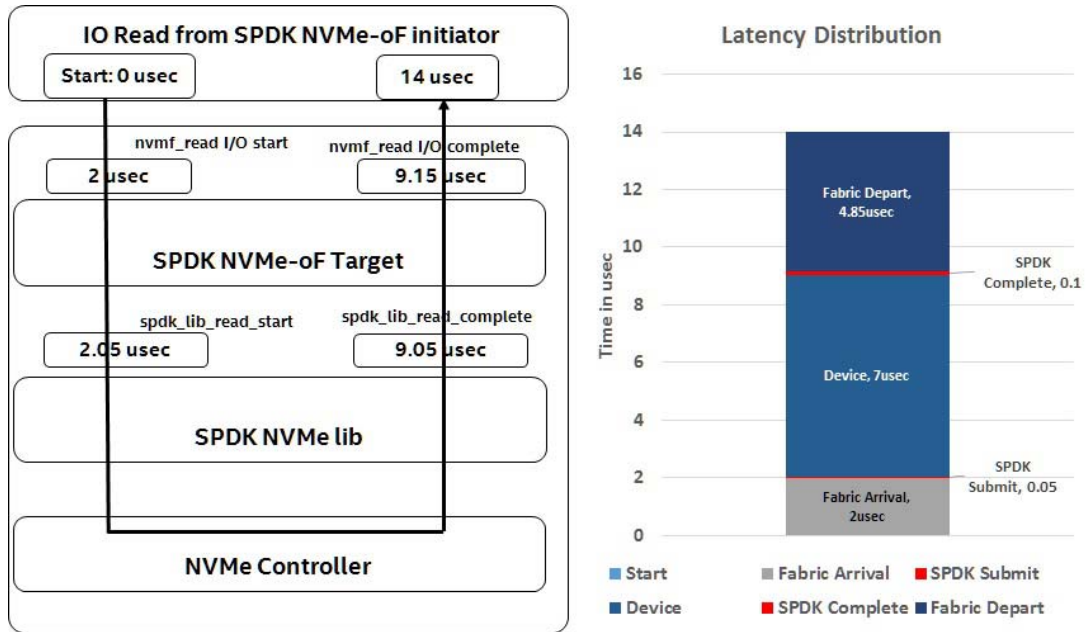 IO Read from SPDK NVMe-oF initiator
Start: 0 usec
14 usec
nvmf_read I/O start
nvmf_read I/O complete
2 usec
9.15 usec
SPDK NVMe-oF Target
spdk_lib_read_start
spdk_lib_read_complete
2.05 usec
9.05 usec
SPDK NVMe lib
NVMe Controller
Latency Distribution
Time in usec
16
14
12
10
8
6
4
2
0
Fabric Depart,
4.85usec
SPDK
Complete, 0.1
Device, 7usec
SPDK
Submit, 0.05
Fabric Arrival,
2usec
Start
Fabric Arrival
SPDK Submit
Device
SPDK Complete
Fabric Depart